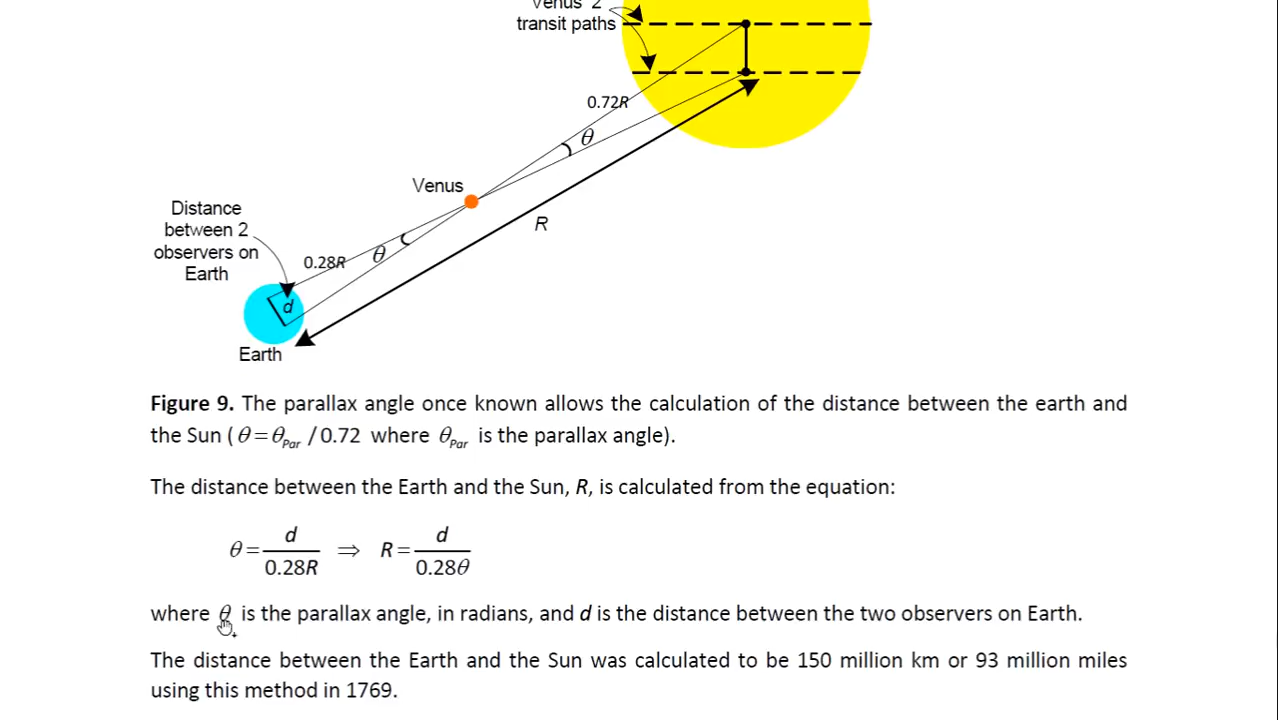 Venus 2
transit paths
0.72R
θ
Venus
R
Distance
between 2
observers on
Earth
0.28R
θ
d
Earth
Figure 9. The parallax angle once known allows the calculation of the distance between the earth and
the Sun ( θ = θPar / 0.72 where θPar is the parallax angle).
The distance between the Earth and the Sun, R, is calculated from the equation:
θ = d / 0.28R ⇒ R = d / 0.28θ
where θ is the parallax angle, in radians, and d is the distance between the two observers on Earth.
The distance between the Earth and the Sun was calculated to be 150 million km or 93 million miles
using this method in 1769.